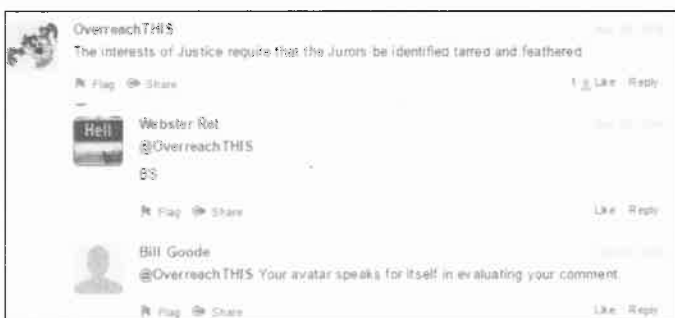 OverreachTHIS
The interests of Justice require that the Jurors be identified tarred and feathered
Flag Share 1 Like Reply
Hell
Webster Ret
@OverreachTHIS
BS
Flag Share Like Reply
Bill Goode
@OverreachTHIS Your avatar speaks for itself in evaluating your comment.
Flag Share Like Reply